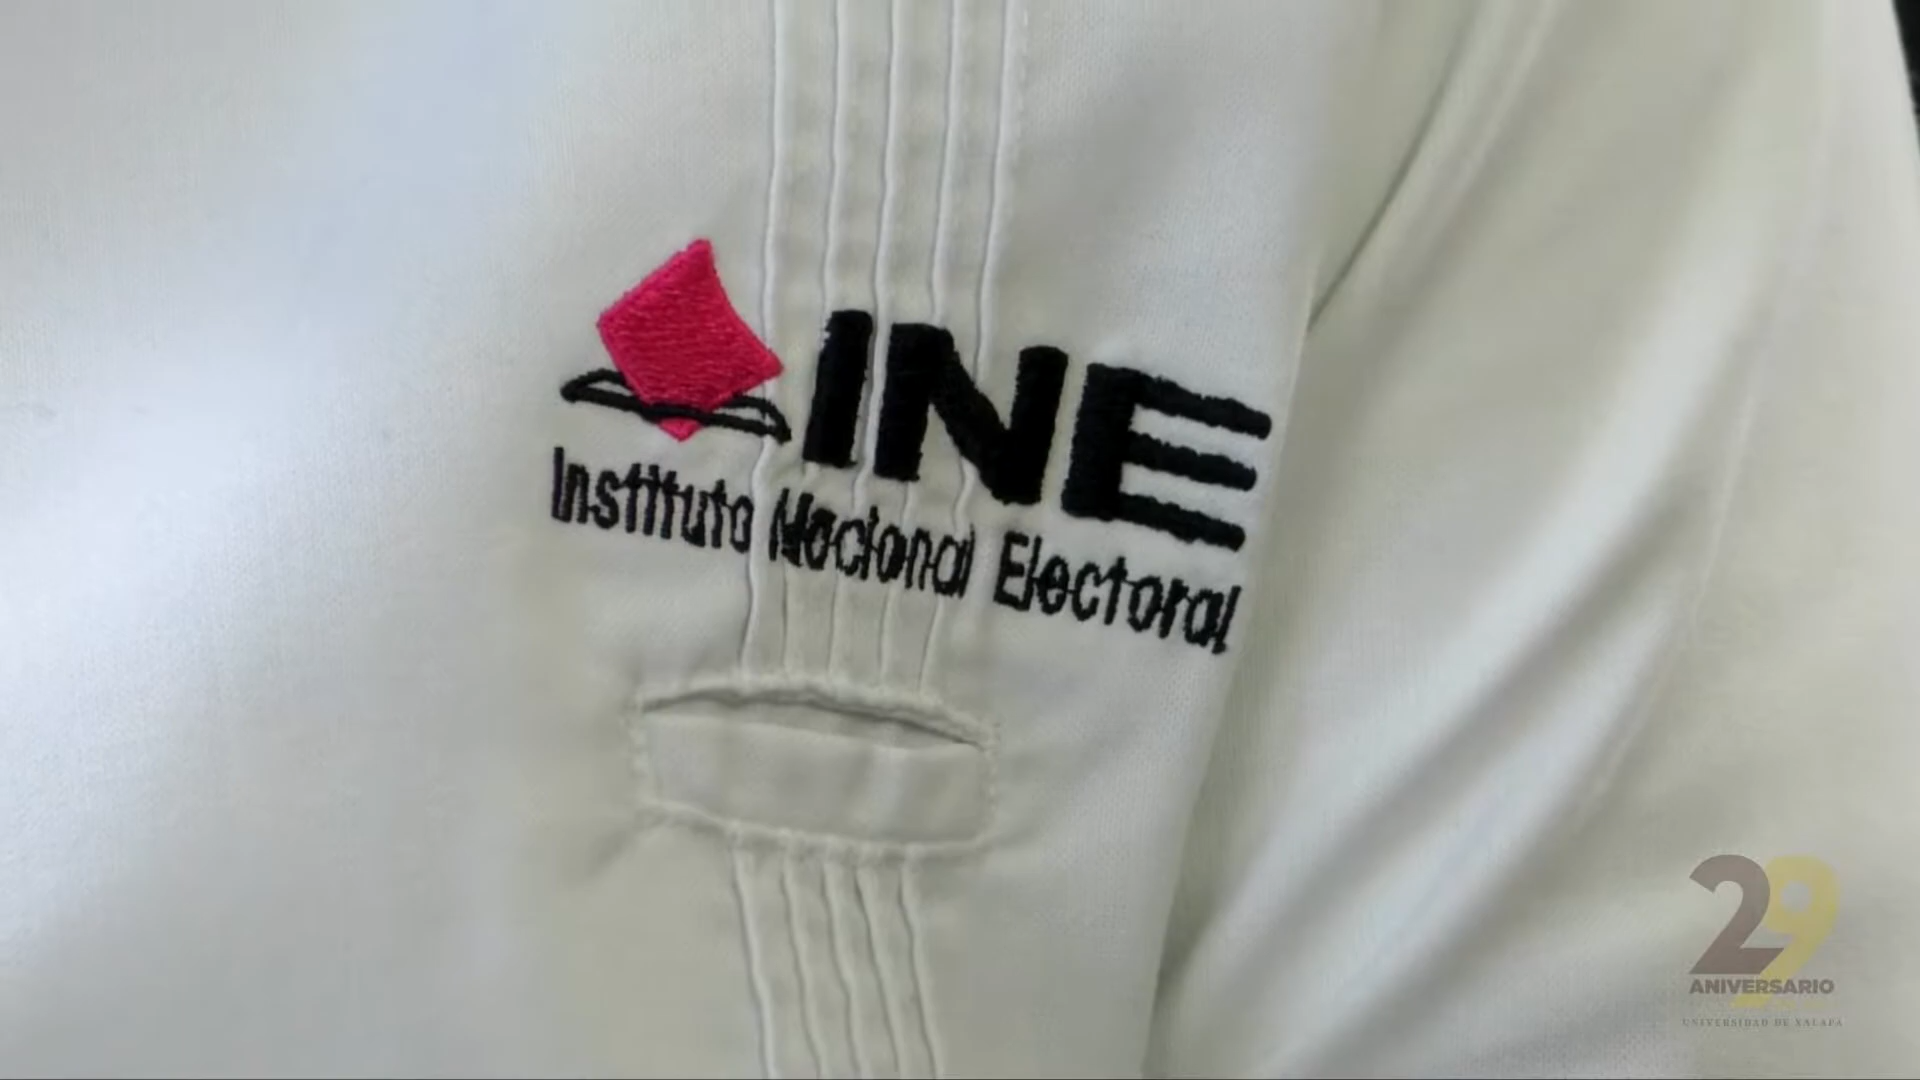 INE
Instituto Nacional Electoral
29
ANIVERSARIO
UNIVERSIDAD DE XALAPA